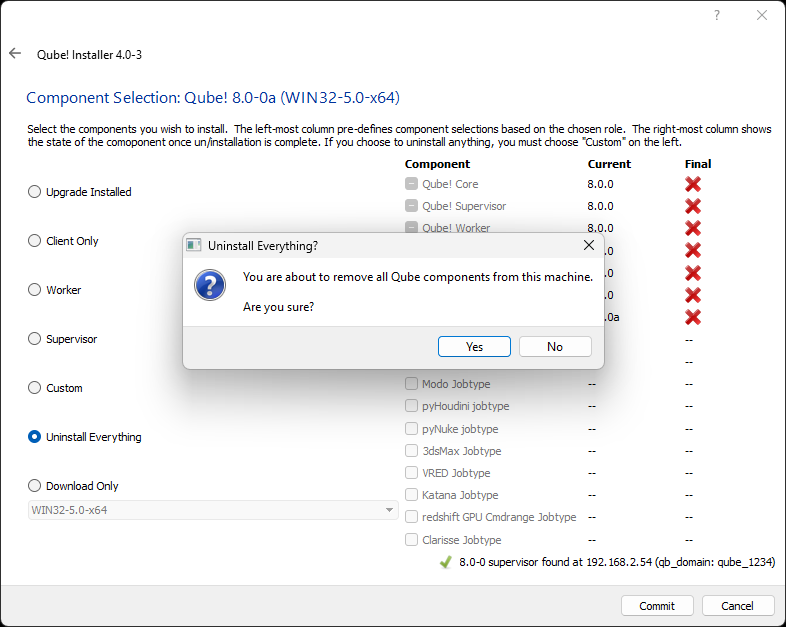 ?
Qube! Installer 4.0-3
Component Selection: Qube! 8.0-0a (WIN32-5.0-x64)
Select the components you wish to install. The left-most column pre-defines component selections based on the chosen role. The right-most column shows
the state of the comoponent once un/installation is complete. If you choose to uninstall anything, you must choose "Custom" on the left.
Component Current Final
Qube! Core 8.0.0
Upgrade Installed
Qube! Supervisor 8.0.0
Qube! Worker 8.0.0
Client Only
Uninstall Everything?
.0
You are about to remove all Qube components from this machine.
.0
Worker
.0
Are you sure?
.0a
Supervisor
--
Yes No
--
Modo Jobtype -- --
Custom
pyHoudini jobtype -- --
pyNuke jobtype -- --
Uninstall Everything
3dsMax Jobtype -- --
VRED Jobtype -- --
Download Only
Katana Jobtype -- --
WIN32-5.0-x64
redshift GPU Cmdrange Jobtype -- --
Clarisse Jobtype -- --
8.0-0 supervisor found at 192.168.2.54 (qb_domain: qube_1234)
Commit Cancel